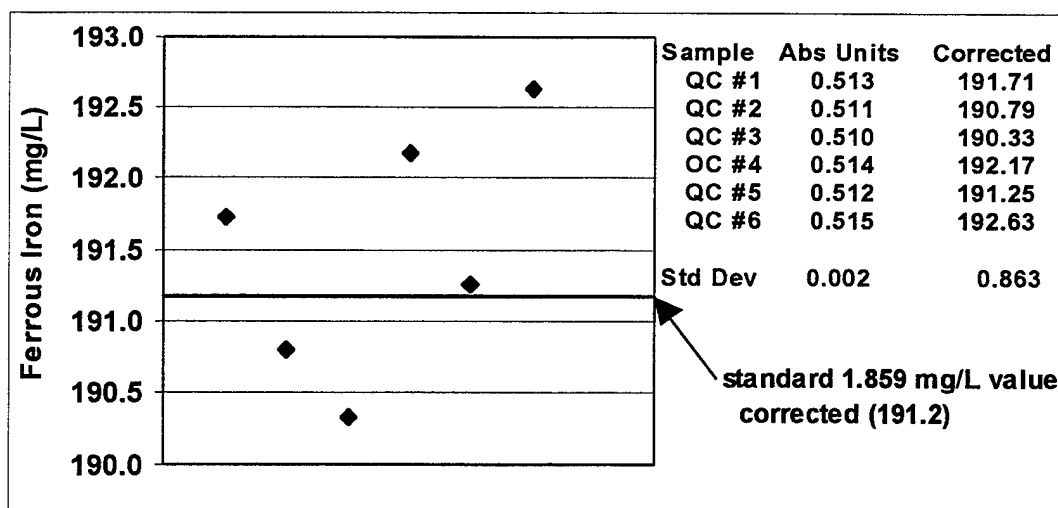 Ferrous Iron (mg/L)
193.0
192.5
192.0
191.5
191.0
190.5
190.0
Sample Abs Units Corrected
QC #1 0.513 191.71
QC #2 0.511 190.79
QC #3 0.510 190.33
OC #4 0.514 192.17
QC #5 0.512 191.25
QC #6 0.515 192.63
Std Dev 0.002 0.863
standard 1.859 mg/L value
corrected (191.2)